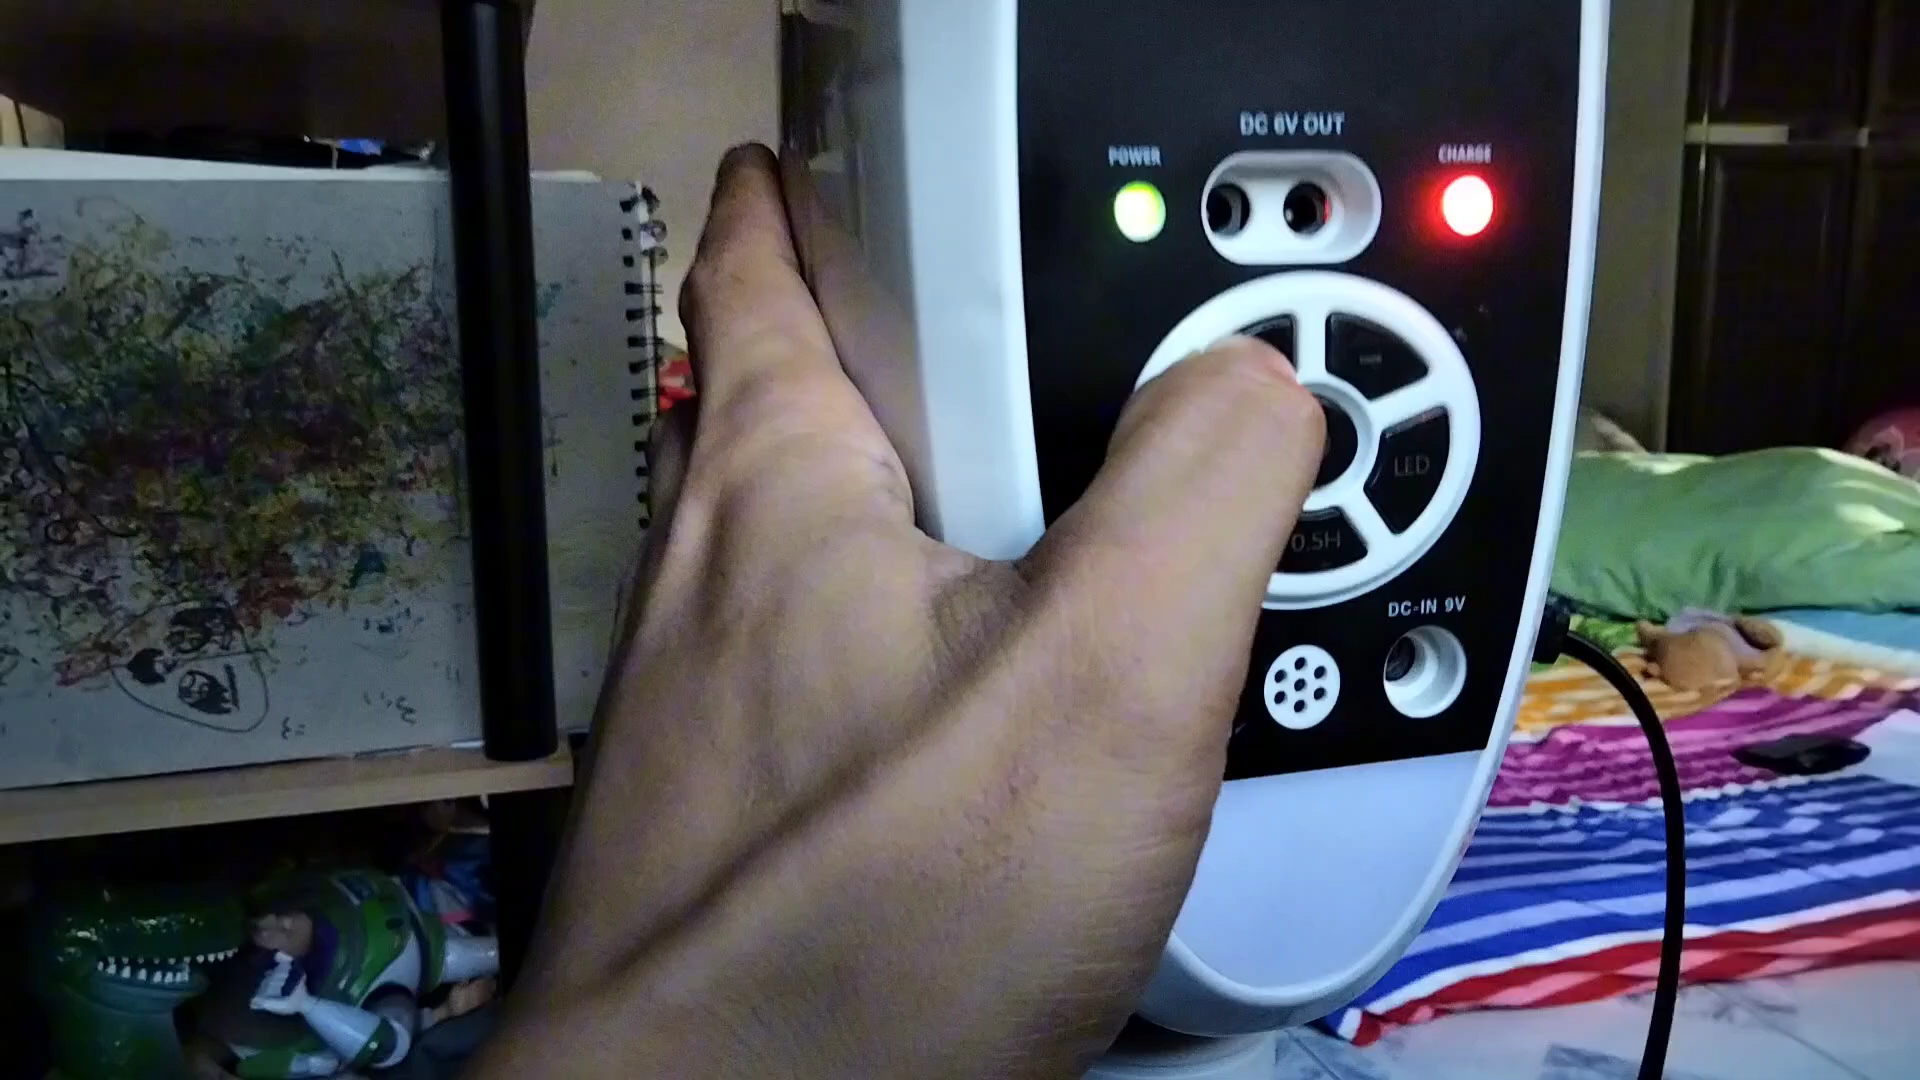 DC 6V OUT
POWER
CHARGE
LED
0.5H
DC-IN 9V